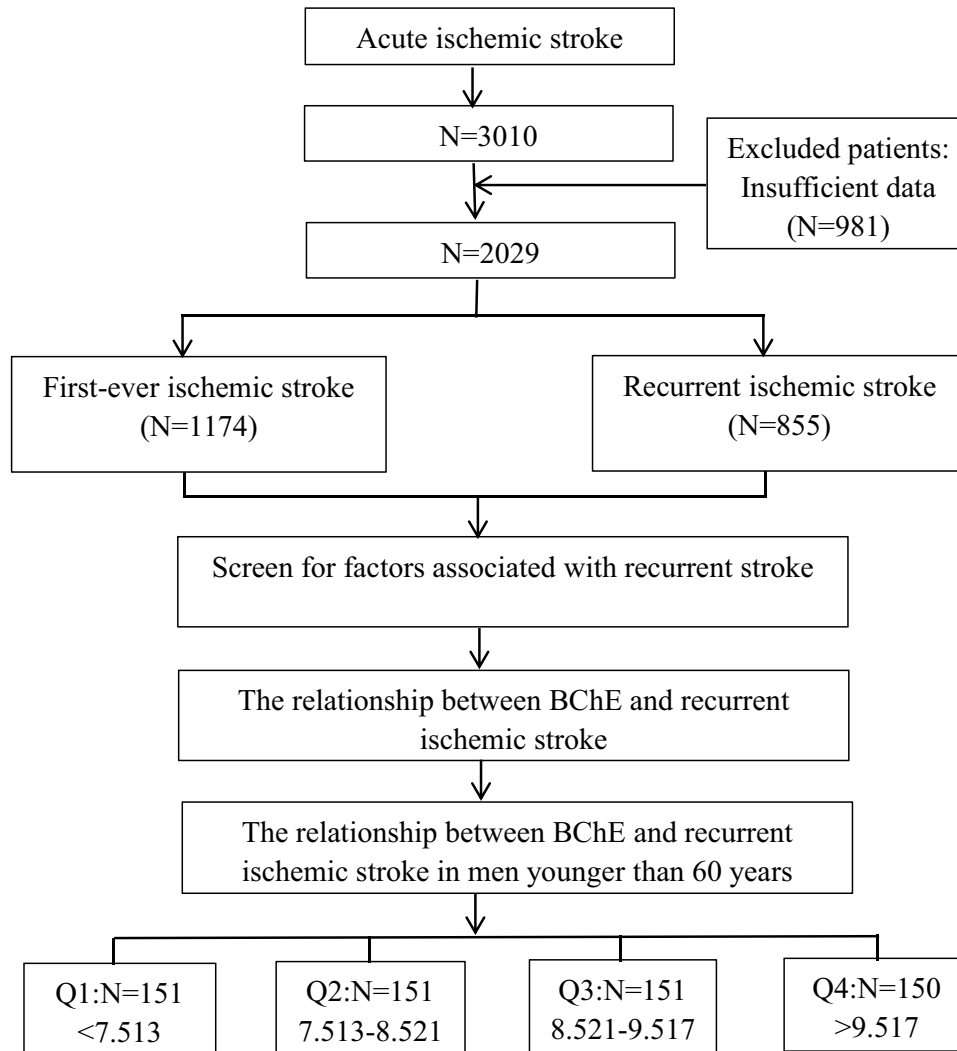 Acute ischemic stroke
N=3010
Excluded patients:
Insufficient data
(N=981)
N=2029
First-ever ischemic stroke
(N=1174)
Recurrent ischemic stroke
(N=855)
Screen for factors associated with recurrent stroke
The relationship between BChE and recurrent
ischemic stroke
The relationship between BChE and recurrent
ischemic stroke in men younger than 60 years
Q1:N=151
<7.513
Q2:N=151
7.513-8.521
Q3:N=151
8.521-9.517
Q4:N=150
>9.517